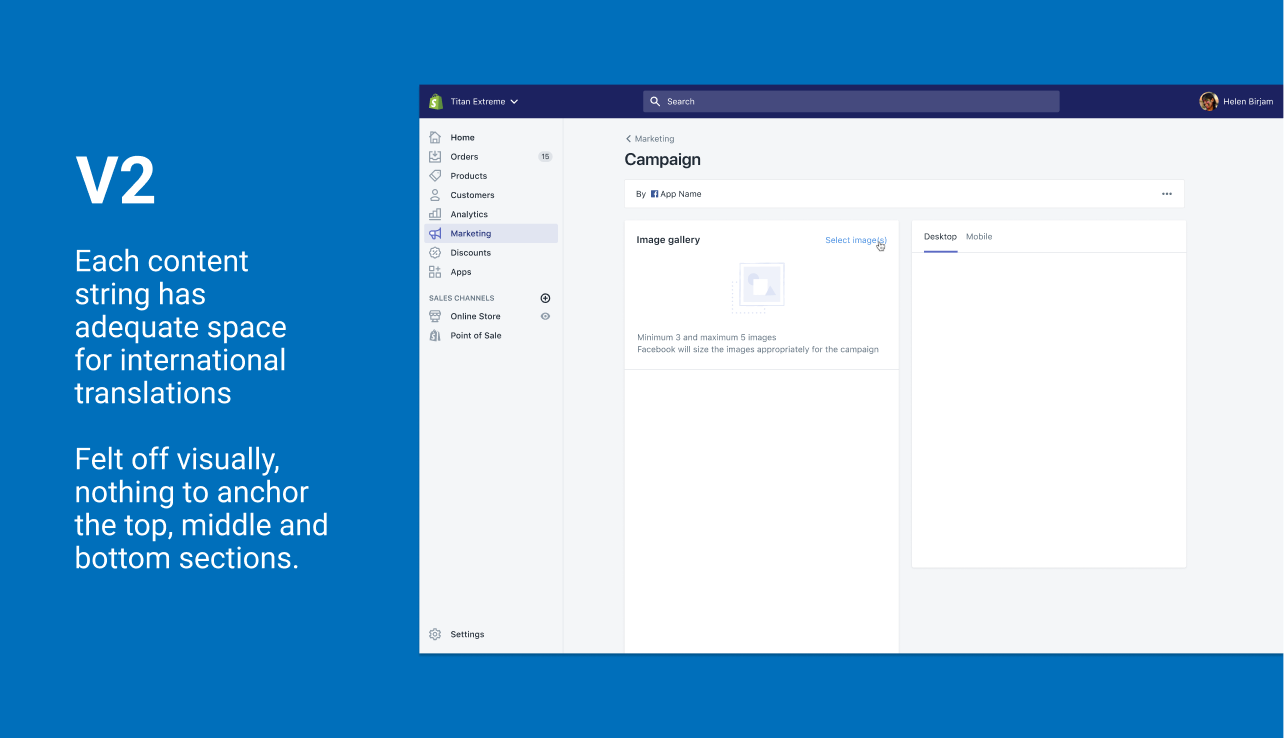 V2
Each content
string has
adequate space
for international
translations
Felt off visually,
nothing to anchor
the top, middle and
bottom sections.
Titan Extreme
Search
Helen Birjam
Home
Orders 15
Products
Customers
Analytics
Marketing
Discounts
Apps
SALES CHANNELS
Online Store
Point of Sale
Settings
Marketing
Campaign
By App Name
Image gallery
Select image(s)
Minimum 3 and maximum 5 images
Facebook will size the images appropriately for the campaign
Desktop Mobile